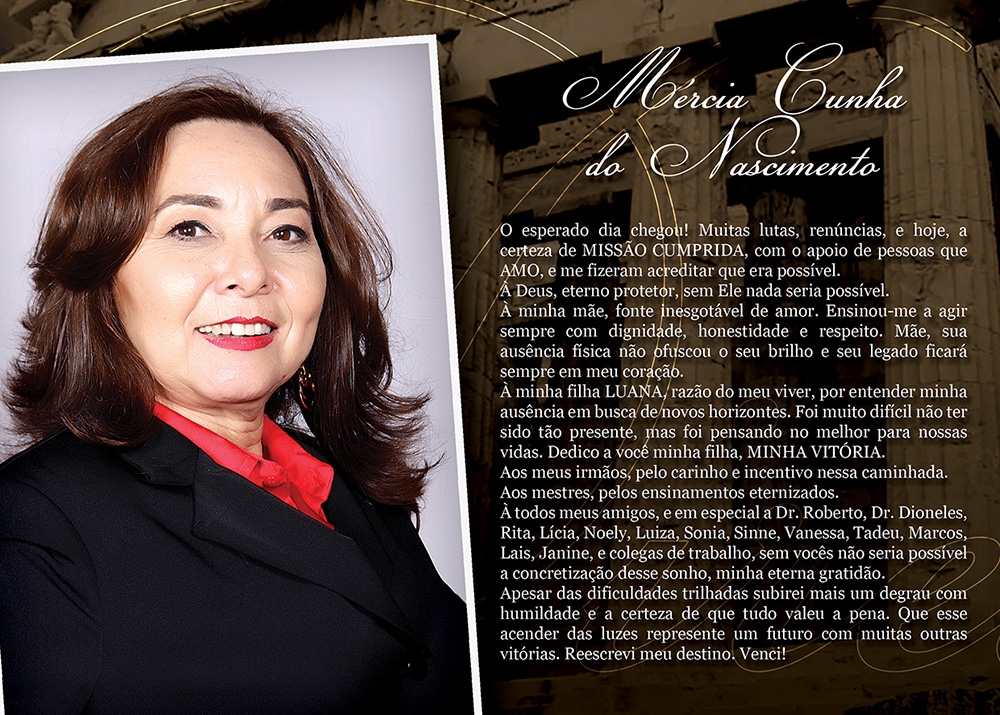 Mércia Cunha
do Nascimento
O esperado dia chegou! Muitas lutas, renúncias, e hoje, a
certeza de MISSÃO CUMPRIDA, com o apoio de pessoas que
AMO, e me fizeram acreditar que era possível.
À Deus, eterno protetor, sem Ele nada seria possível.
À minha mãe, fonte inesgotável de amor. Ensinou-me a agir
sempre com dignidade, honestidade e respeito. Mãe, sua
ausência física não ofuscou o seu brilho e seu legado ficará
sempre em meu coração.
À minha filha LUANA, razão do meu viver, por entender minha
ausência em busca de novos horizontes. Foi muito difícil não ter
sido tão presente, mas foi pensando no melhor para nossas
vidas. Dedico a você minha filha, MINHA VITÓRIA.
Aos meus irmãos, pelo carinho e incentivo nessa caminhada.
Aos mestres, pelos ensinamentos eternizados.
À todos meus amigos, e em especial a Dr. Roberto, Dr. Dioneles,
Rita, Lícia, Noely, Luiza, Sonia, Sinne, Vanessa, Tadeu, Marcos,
Lais, Janine, e colegas de trabalho, sem vocês não seria possível
a concretização desse sonho, minha eterna gratidão.
Apesar das dificuldades trilhadas subirei mais um degrau com
humildade e a certeza de que tudo valeu a pena. Que esse
acender das luzes represente um futuro com muitas outras
vitórias. Reescrevi meu destino. Venci!